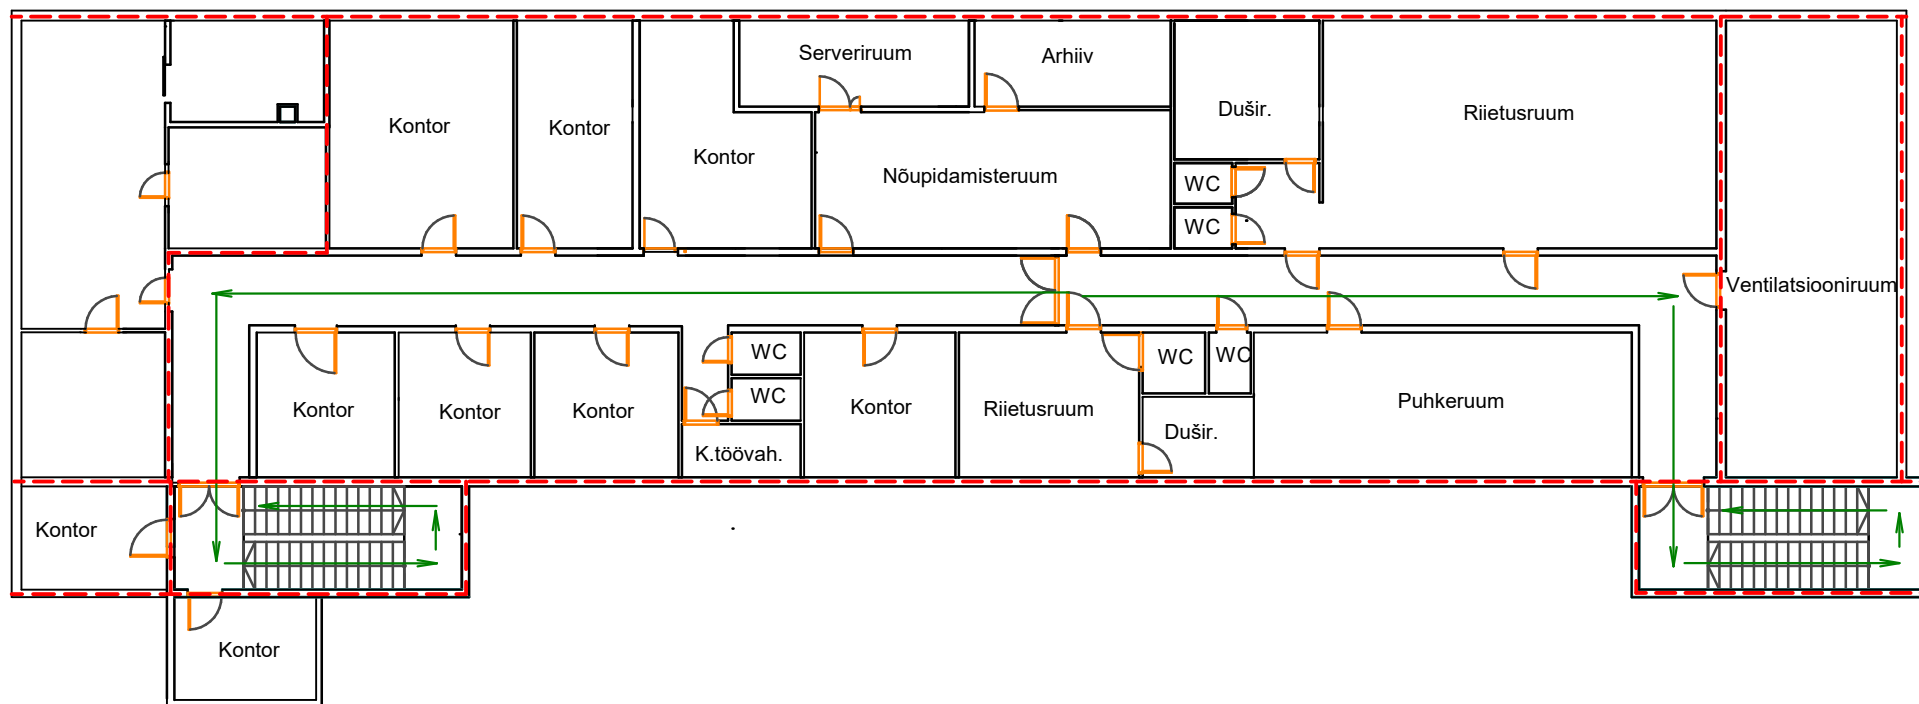 Serveriruum
Arhiiv
Kontor
Kontor
Kontor
Nõupidamisteruum
Dušir.
Riietusruum
WC
WC
Ventilatsiooniruum
Kontor
Kontor
Kontor
WC
WC
K.töövah.
Kontor
Riietusruum
WC
WC
Dušir.
Puhkeruum
Kontor
Kontor